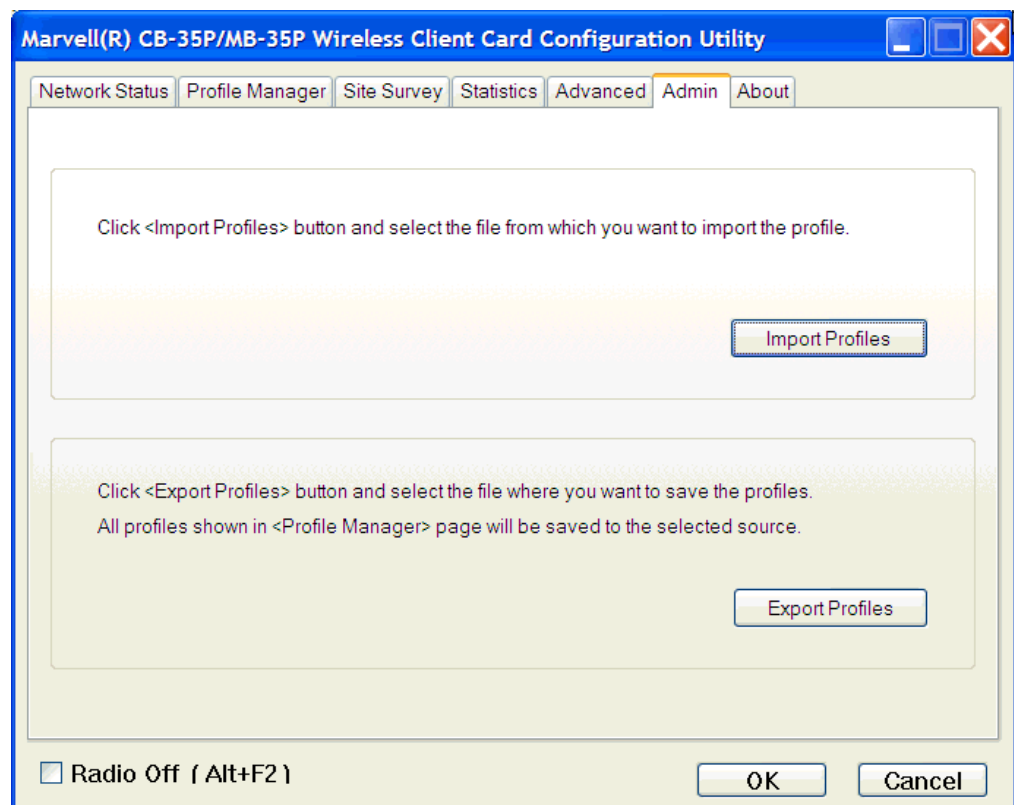 Marvell(R) CB-35P/MB-35P Wireless Client Card Configuration Utility
Network Status Profile Manager Site Survey Statistics Advanced Admin About
Click <Import Profiles> button and select the file from which you want to import the profile.
Import Profiles
Click <Export Profiles> button and select the file where you want to save the profiles.
All profiles shown in <Profile Manager> page will be saved to the selected source.
Export Profiles
Radio Off (Alt+F2)
OK Cancel